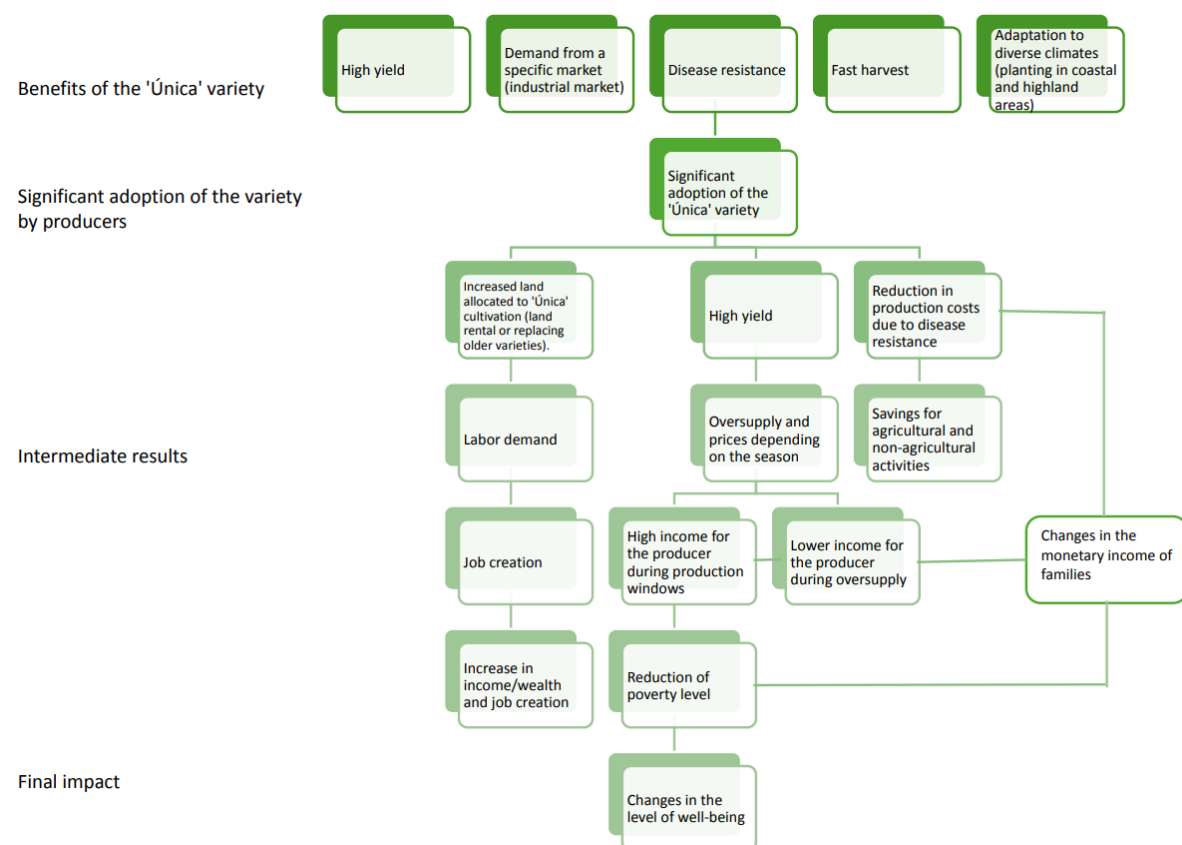 Benefits of the 'Única' variety
High yield
Demand from a
specific market
(industrial market)
Disease resistance
Fast harvest
Adaptation to
diverse climates
(planting in coastal
and highland
areas)
Significant adoption of the variety
by producers
Significant
adoption of the
'Única' variety
Increased land
allocated to 'Única'
cultivation (land
rental or replacing
older varieties).
High yield
Reduction in
production costs
due to disease
resistance
Intermediate results
Labor demand
Oversupply and
prices depending
on the season
Savings for
agricultural and
non-agricultural
activities
Job creation
High income for
the producer
during production
windows
Lower income for
the producer
during oversupply
Changes in the
monetary income of
families
Increase in
income/wealth
and job creation
Reduction of
poverty level
Final impact
Changes in the
level of well-being